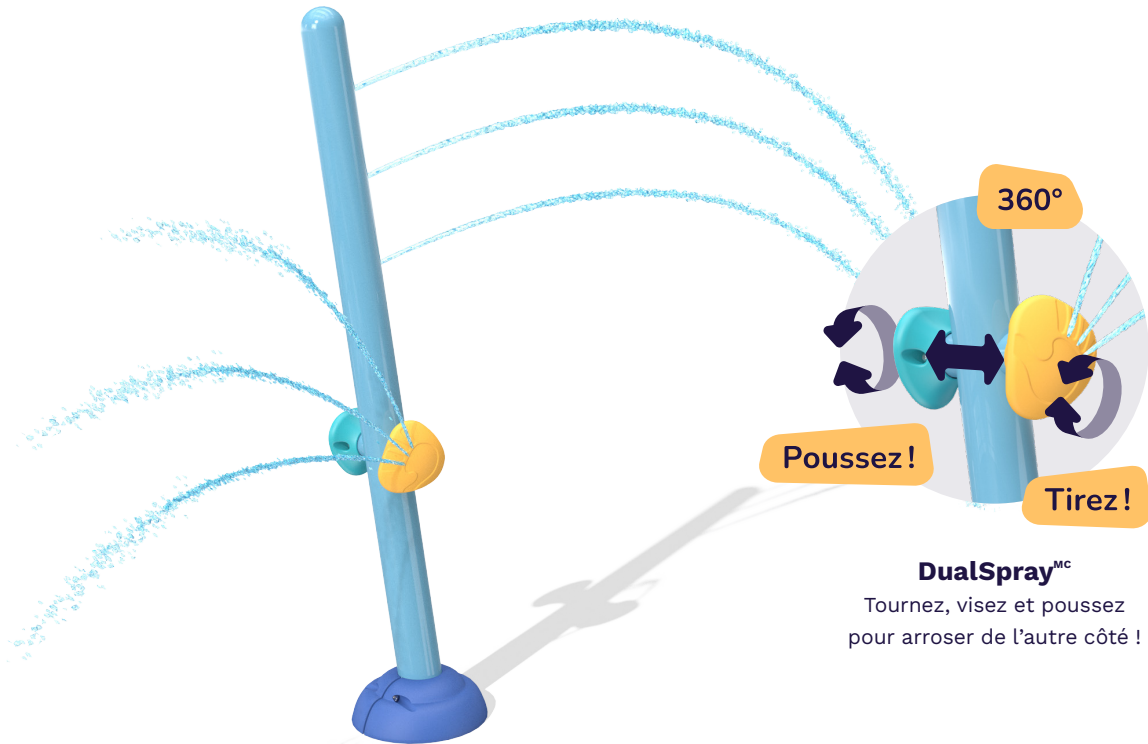 360°
Poussez !
Tirez !
DualSprayᴹᶜ
Tournez, visez et poussez
pour arroser de l’autre côté !